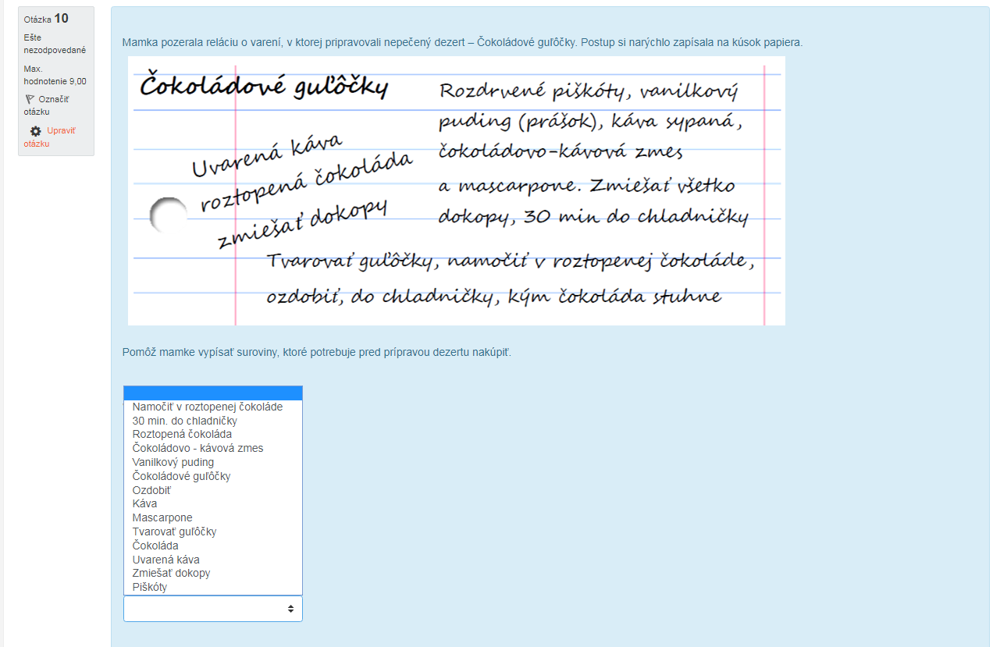 Otázka 10
Ešte
nezodpovedané
Max.
hodnotenie 9,00
Označiť
otázku
Upraviť
otázku
Mamka pozerala reláciu o varení, v ktorej pripravovali nepečený dezert – Čokoládové guľôčky. Postup si narýchlo zapísala na kúsok papiera.
Čokoládové guľôčky
Uvarená káva
roztopená čokoláda
zmiešať dokopy
Rozdrvené piškóty, vanilkový
puding (prášok), káva sypaná,
čokoládovo-kávová zmes
a mascarpone. Zmiešať všetko
dokopy, 30 min do chladničky
Tvarovať guľôčky, namočiť v roztopenej čokoláde,
ozdobiť, do chladničky, kým čokoláda stuhne
Pomôž mamke vypísať suroviny, ktoré potrebuje pred prípravou dezertu nakúpiť.
Namočiť v roztopenej čokoláde
30 min. do chladničky
Roztopená čokoláda
Čokoládovo - kávová zmes
Vanilkový puding
Čokoládové guľôčky
Ozdobiť
Káva
Mascarpone
Tvarovať guľôčky
Čokoláda
Uvarená káva
Zmiešať dokopy
Piškóty